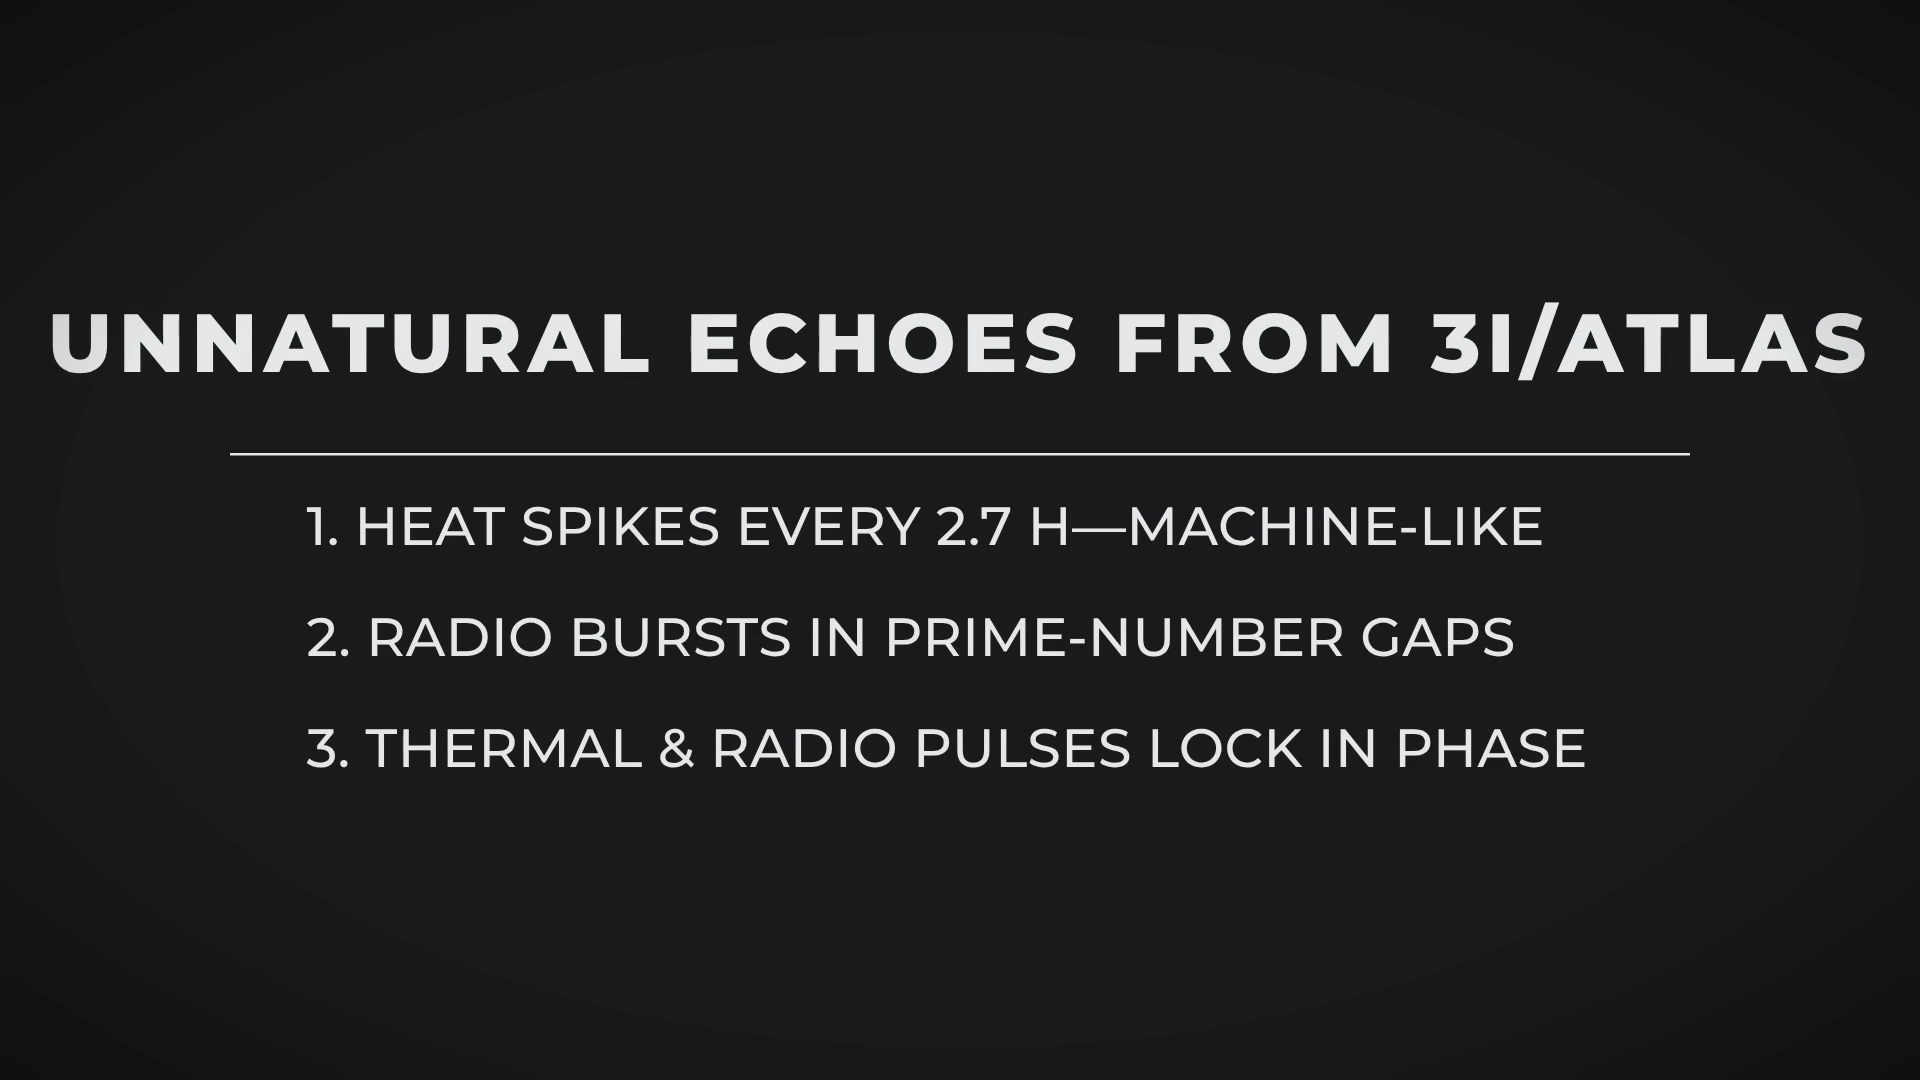 UNNATURAL ECHOES FROM 3I/ATLAS
1. HEAT SPIKES EVERY 2.7 H—MACHINE-LIKE
2. RADIO BURSTS IN PRIME-NUMBER GAPS
3. THERMAL & RADIO PULSES LOCK IN PHASE